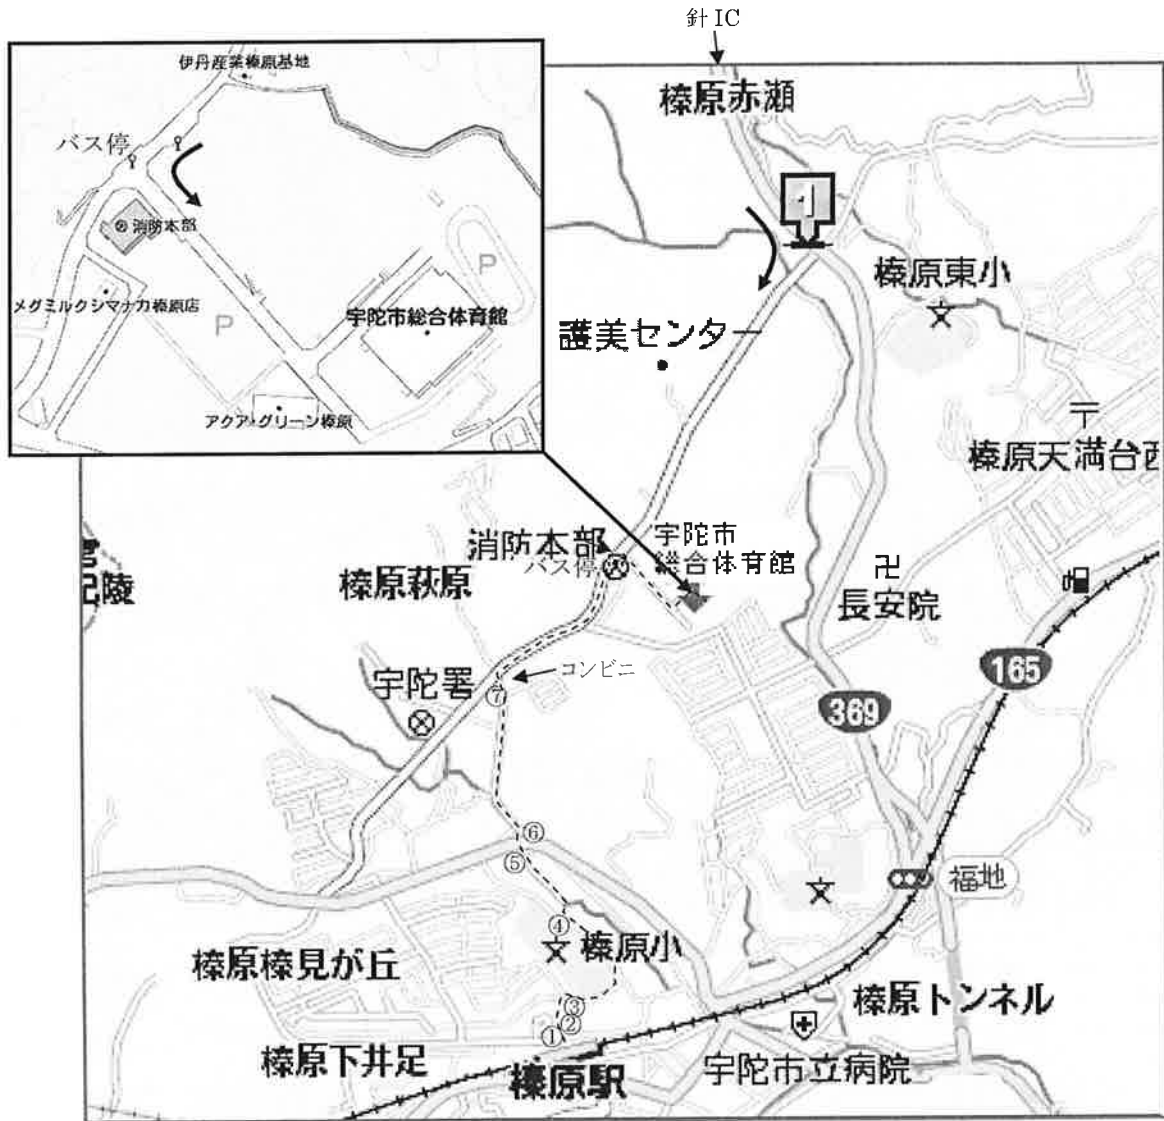 針IC
伊丹産業榛原基地
バス停
消防本部
メグミルクシマナカ榛原店
P
P
宇陀市総合体育館
アクア・グリーン榛原
榛原赤瀬
1
榛原東小
護美センター
〒
榛原天満台西
消防本部
バス停
宇陀市
総合体育館
榛原萩原
陵
卍
長安院
コンビニ
宇陀署
⑦
165
369
⑥
⑤
④
榛原小
福地
榛原榛見が丘
③
②
①
榛原トンネル
榛原下井足
榛原駅
宇陀市立病院